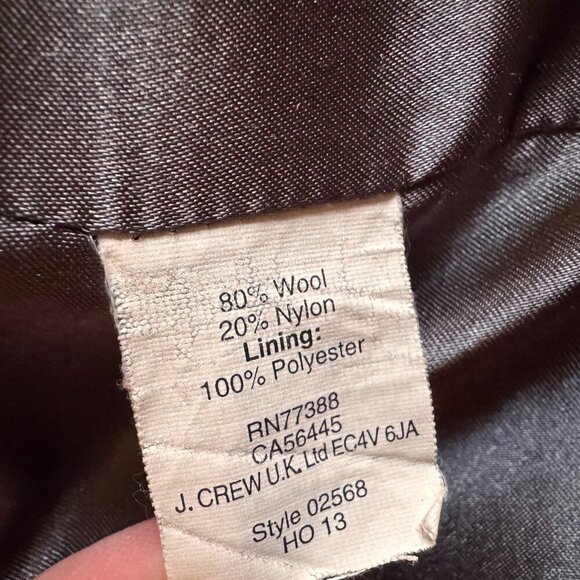 80% Wool
20% Nylon
Lining:
100% Polyester
RN77388
CA56445
J. CREW U.K. Ltd EC4V 6JA
Style 02568
HO 13